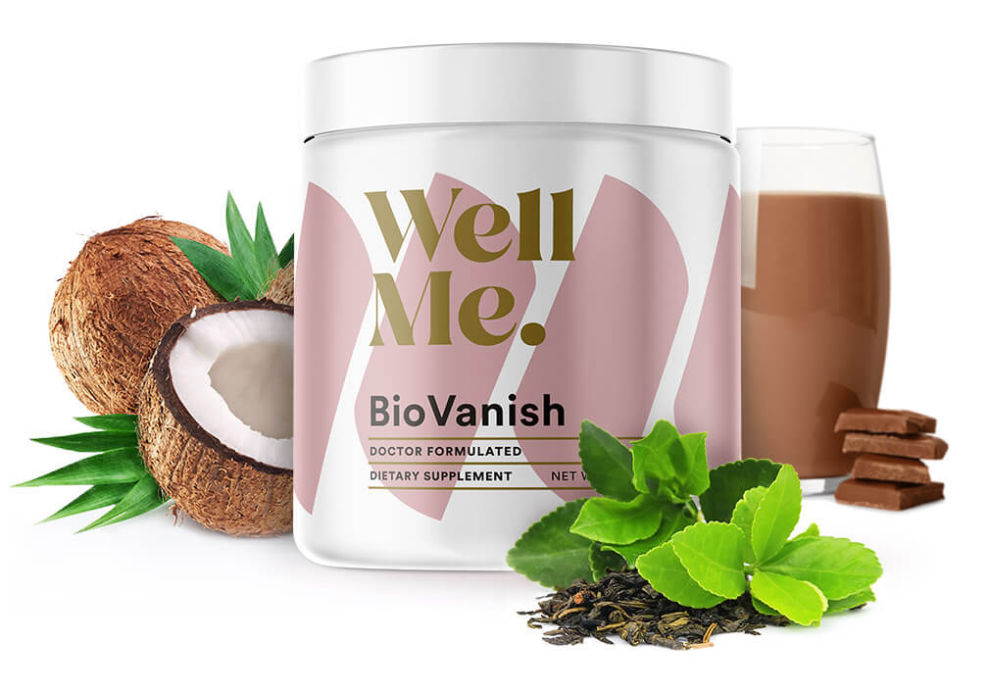 Well
Me.
BioVanish
DOCTOR FORMULATED
DIETARY SUPPLEMENT NET